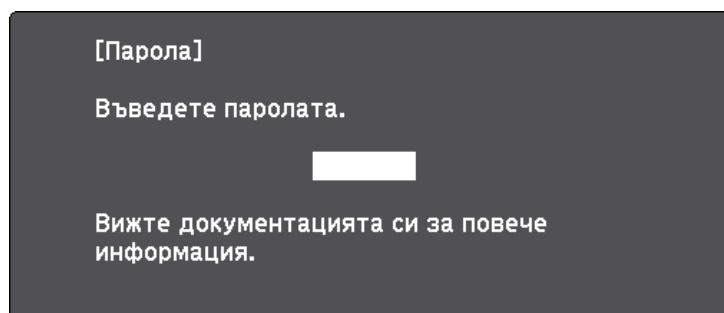 [Парола]
Въведете паролата.
Вижте документацията си за повече
информация.